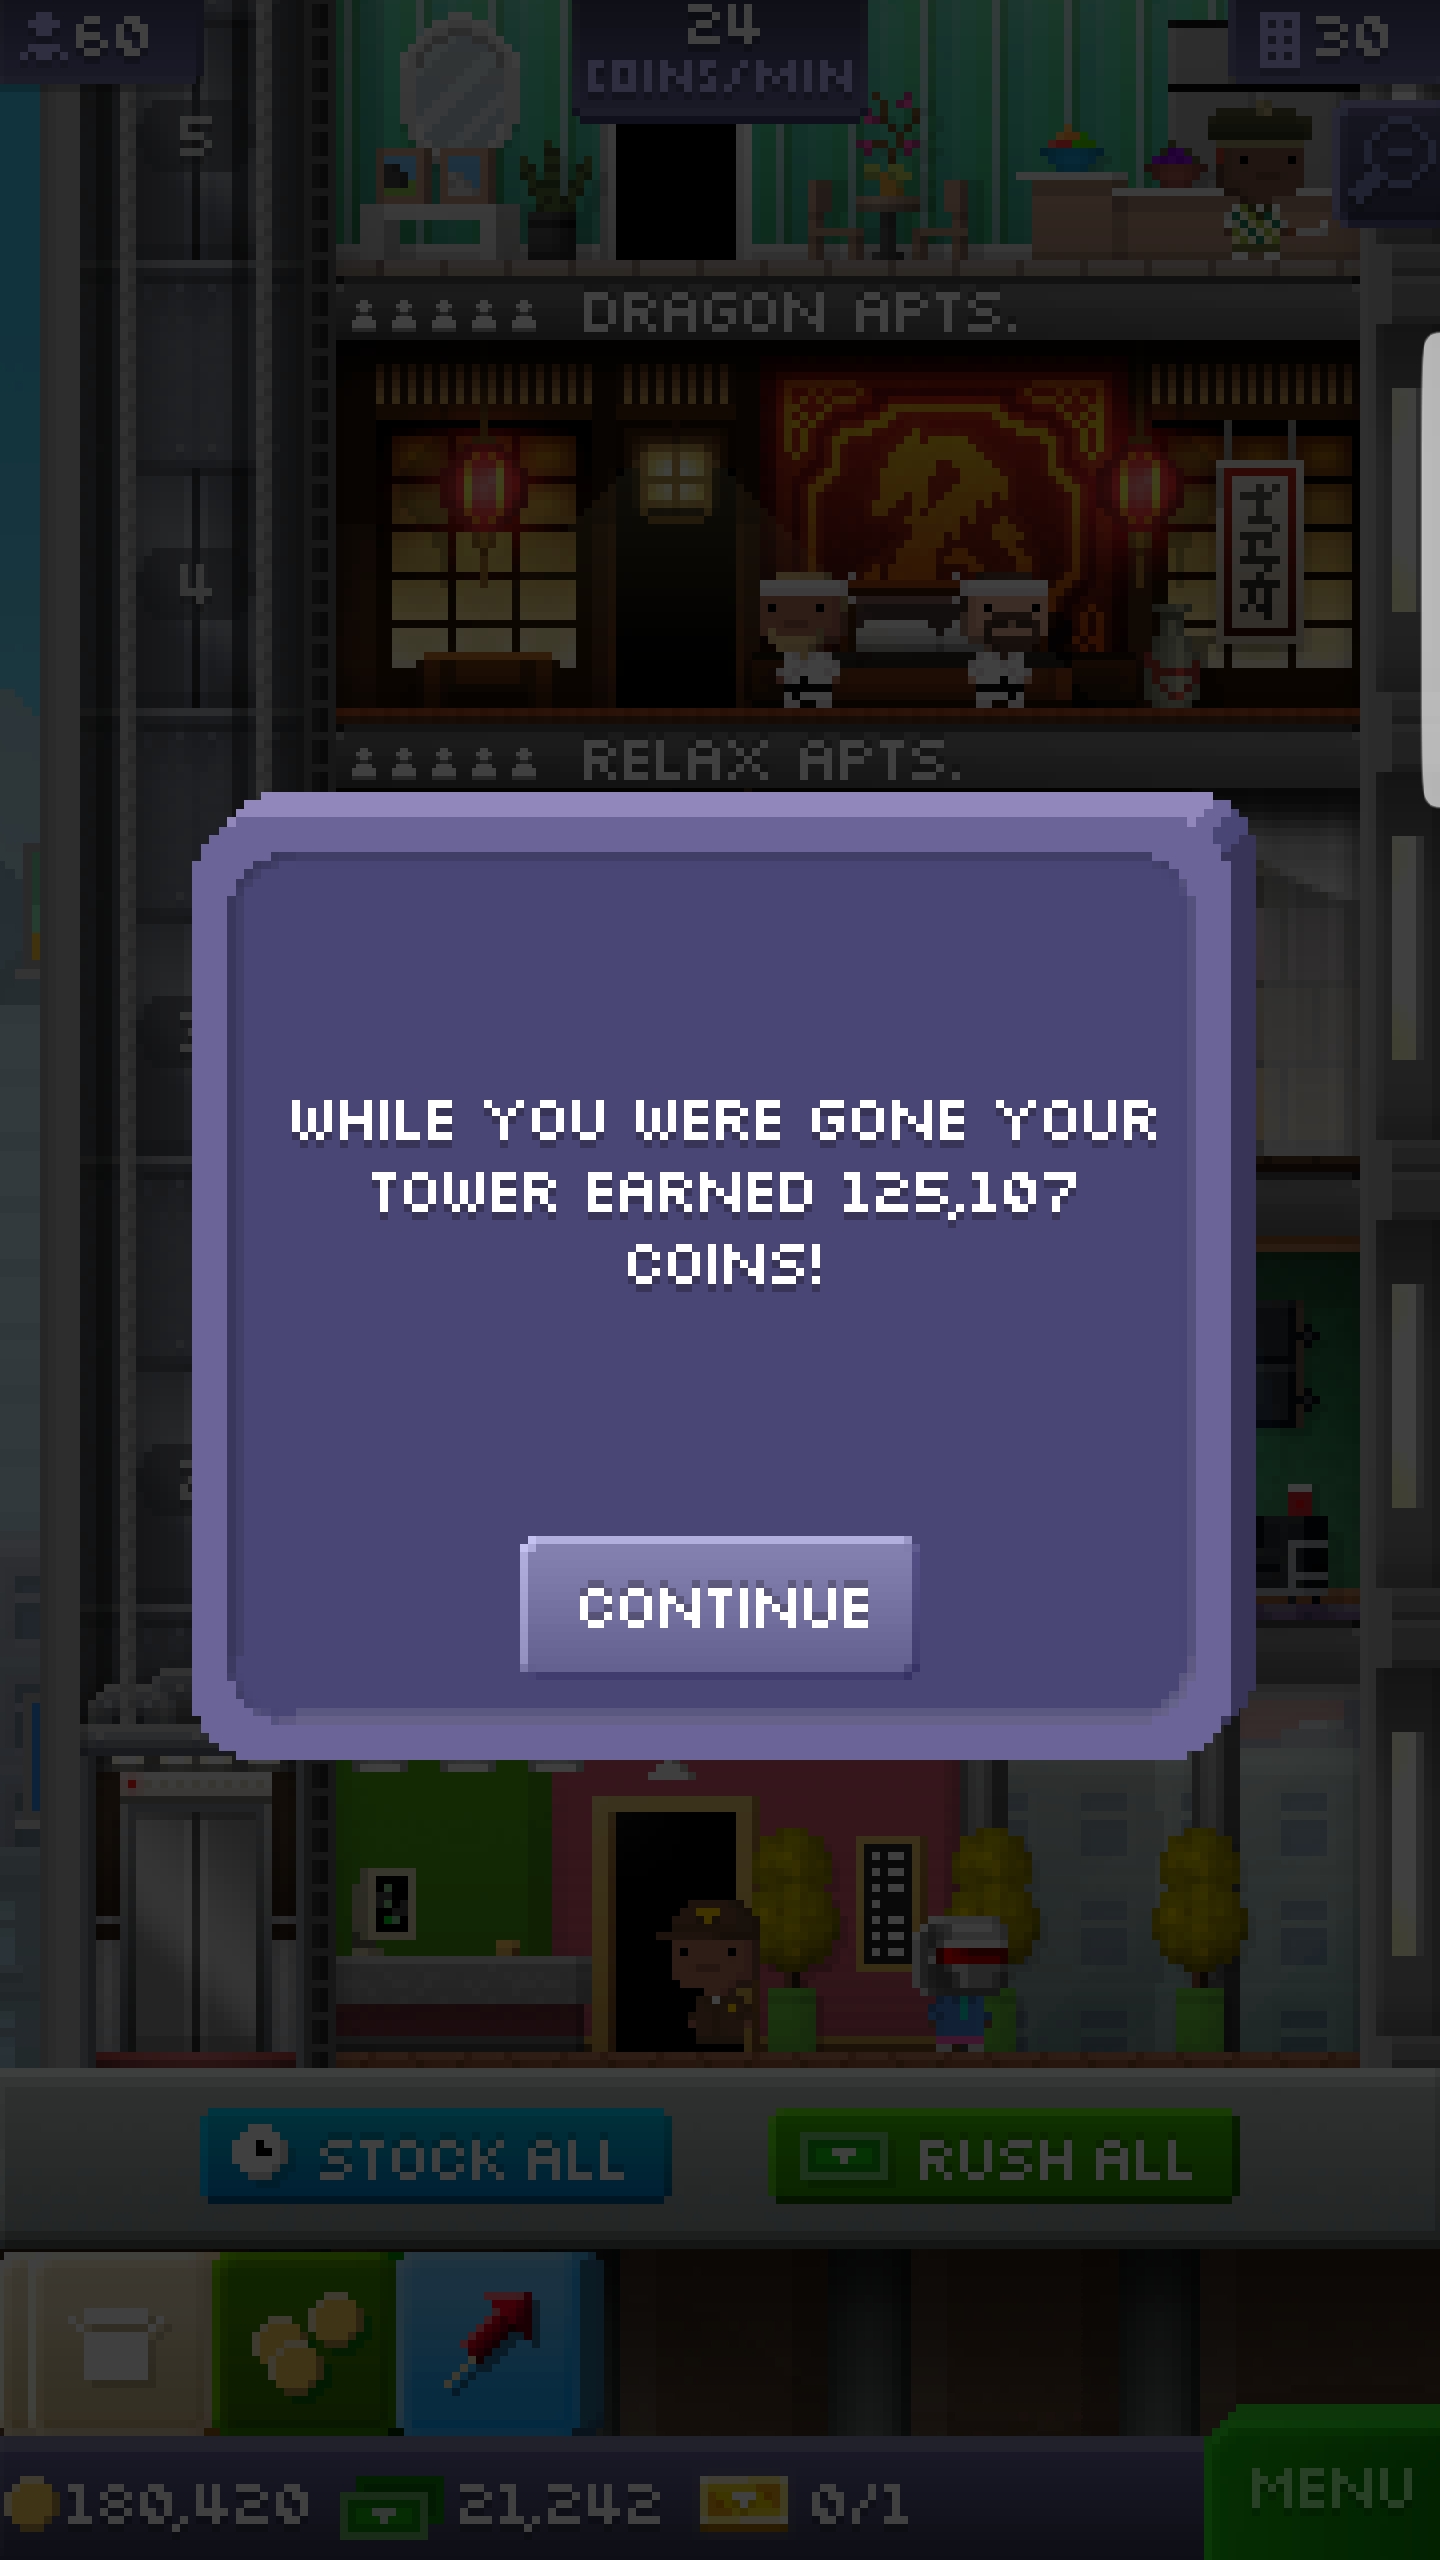 60
24
COINS/MIN
30
5
DRAGON APTS.
4
RELAX APTS.
WHILE YOU WERE GONE YOUR
TOWER EARNED 125,107
COINS!
CONTINUE
STOCK ALL
RUSH ALL
180,420
21,242
0/1
MENU